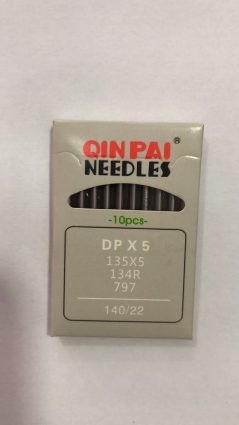 QIN PAI®
NEEDLES
-10pcs-
DP X 5
135X5
134R
797
140/22